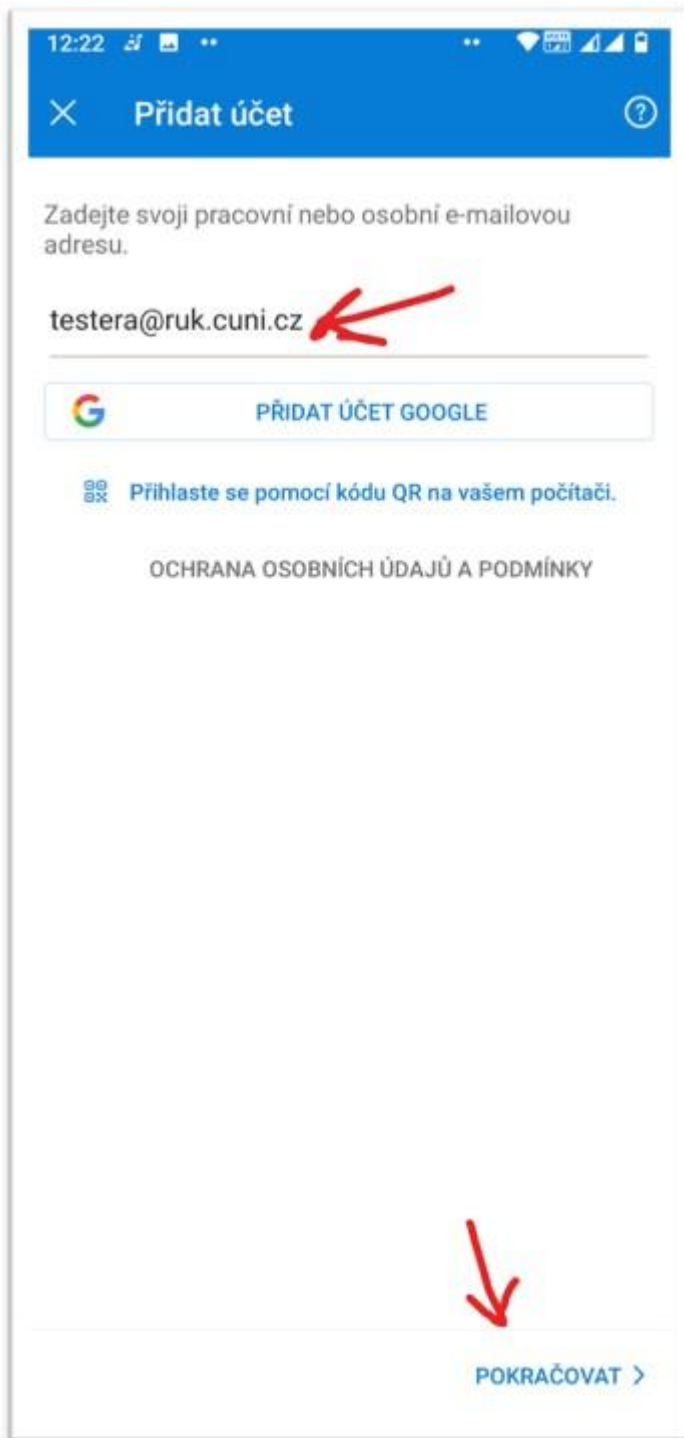 12:22
Přidat účet
Zadejte svoji pracovní nebo osobní e-mailovou
adresu.
testera@ruk.cuni.cz
PŘIDAT ÚČET GOOGLE
Přihlaste se pomocí kódu QR na vašem počítači.
OCHRANA OSOBNÍCH ÚDAJŮ A PODMÍNKY
POKRAČOVAT